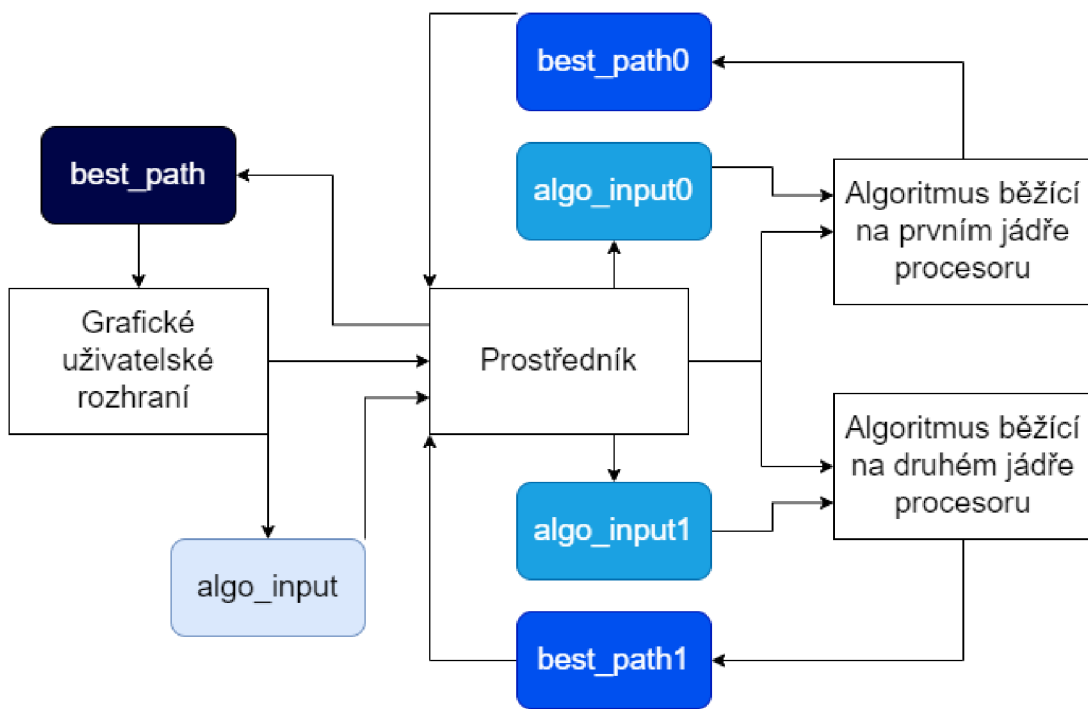 best_path0
best_path
algo_input0
Algoritmus běžící
na prvním jádře
procesoru
Grafické
uživatelské
rozhraní
Prostředník
Algoritmus běžící
na druhém jádře
procesoru
algo_input1
algo_input
best_path1